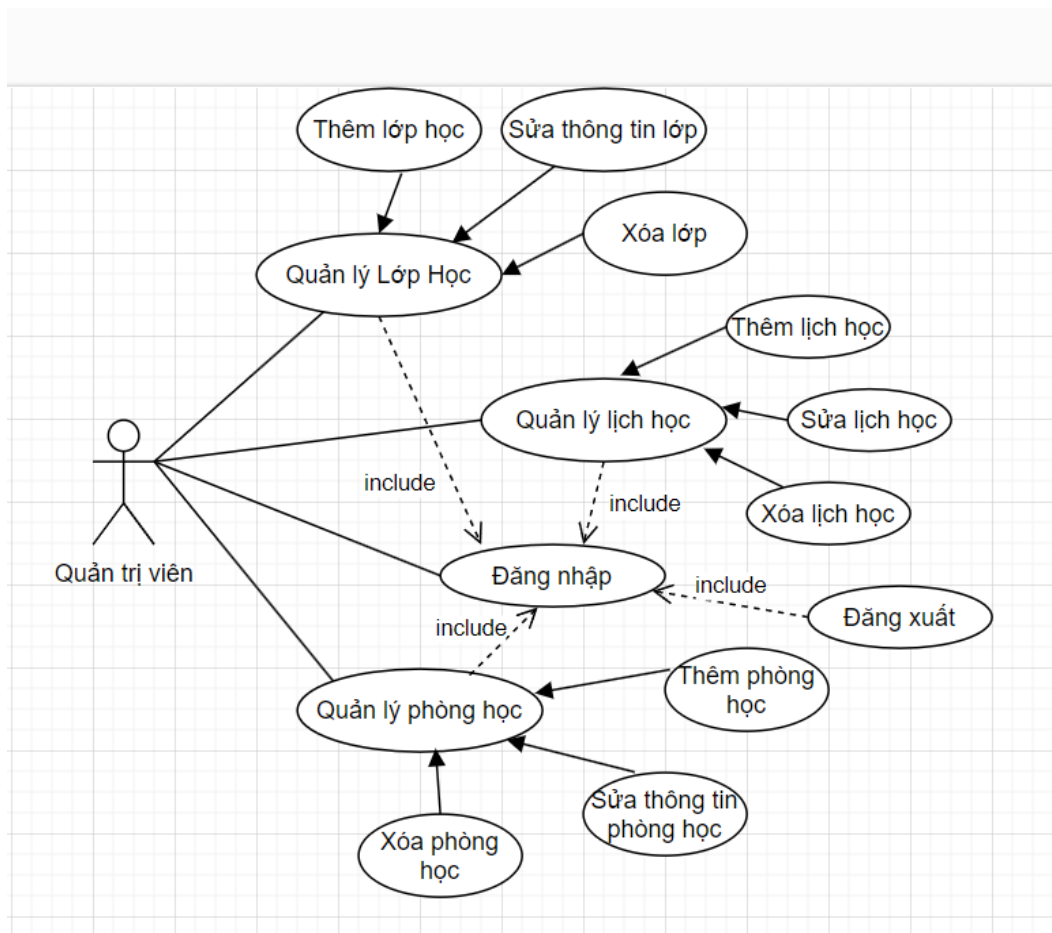 Thêm lớp học
Sửa thông tin lớp
Xóa lớp
Quản lý Lớp Học
Thêm lịch học
Quản lý lịch học
Sửa lịch học
include
include
Xóa lịch học
Quản trị viên
Đăng nhập
include
Đăng xuất
include
Thêm phòng
học
Quản lý phòng học
Sửa thông tin
phòng học
Xóa phòng
học